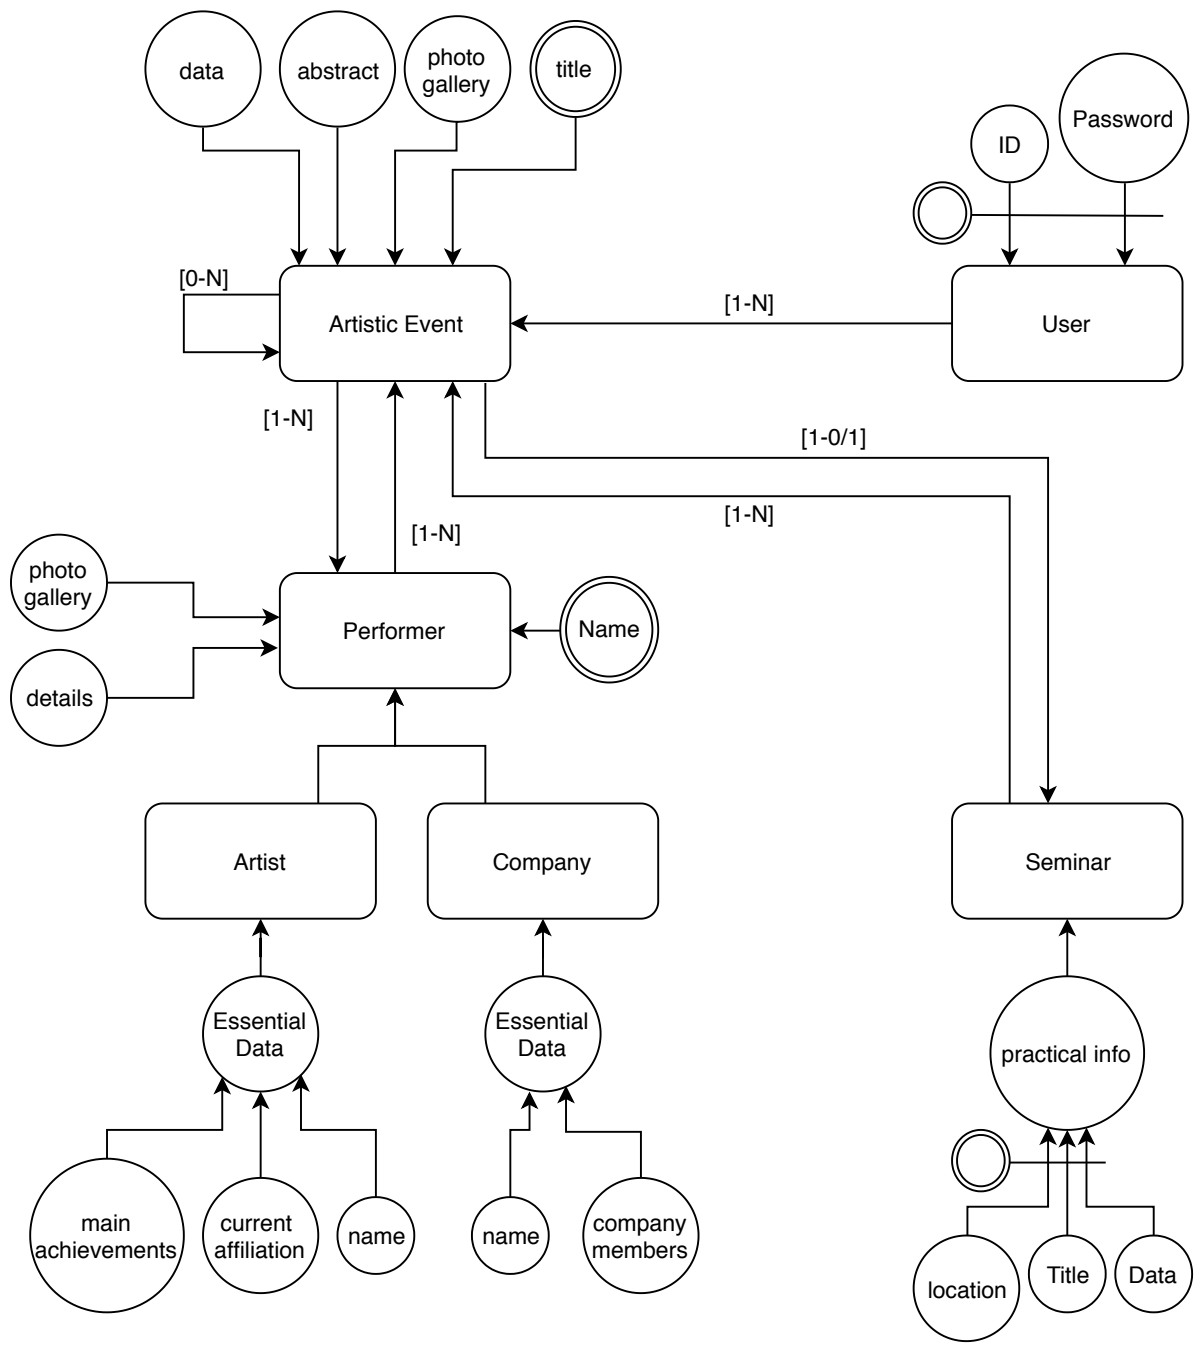 data
abstract
photo
gallery
title
ID
Password
[0-N]
Artistic Event
[1-N]
User
[1-N]
[1-0/1]
[1-N]
[1-N]
photo
gallery
Performer
Name
details
Artist
Company
Seminar
Essential
Data
Essential
Data
practical info
main
achievements
current
affiliation
name
name
company
members
location
Title
Data